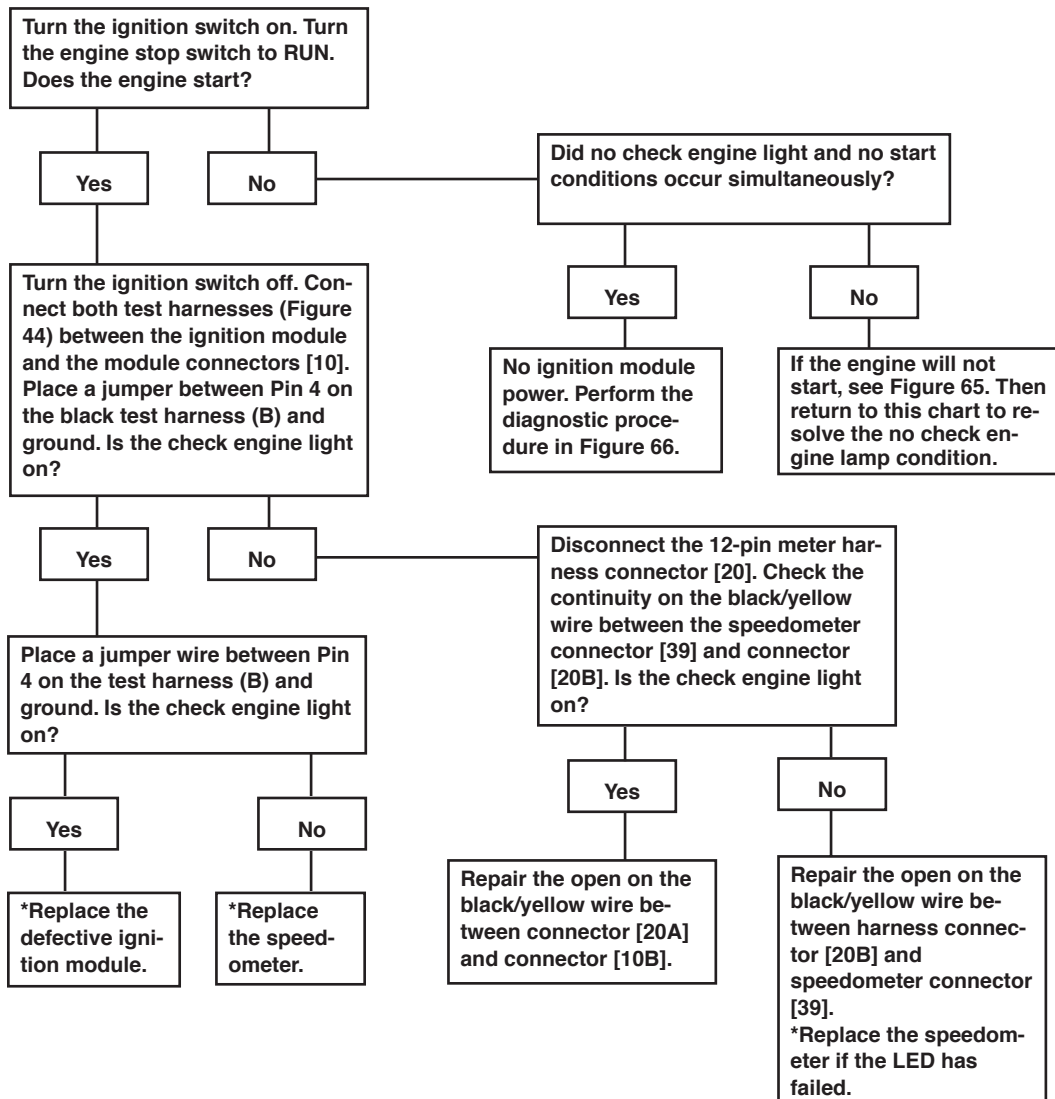 Turn the ignition switch on. Turn
the engine stop switch to RUN.
Does the engine start?
Yes
No
Did no check engine light and no start
conditions occur simultaneously?
Yes
No
No ignition module
power. Perform the
diagnostic proce-
dure in Figure 66.
If the engine will not
start, see Figure 65. Then
return to this chart to re-
solve the no check en-
gine lamp condition.
Turn the ignition switch off. Con-
nect both test harnesses (Figure
44) between the ignition module
and the module connectors [10].
Place a jumper between Pin 4 on
the black test harness (B) and
ground. Is the check engine light
on?
Yes
No
Disconnect the 12-pin meter har-
ness connector [20]. Check the
continuity on the black/yellow
wire between the speedometer
connector [39] and connector
[20B]. Is the check engine light
on?
Place a jumper wire between Pin
4 on the test harness (B) and
ground. Is the check engine light
on?
Yes
No
Yes
No
*Replace the
defective igni-
tion module.
*Replace
the speed-
ometer.
Repair the open on the
black/yellow wire be-
tween connector [20A]
and connector [10B].
Repair the open on the
black/yellow wire be-
tween harness connec-
tor [20B] and
speedometer connector
[39].
*Replace the speedom-
eter if the LED has
failed.